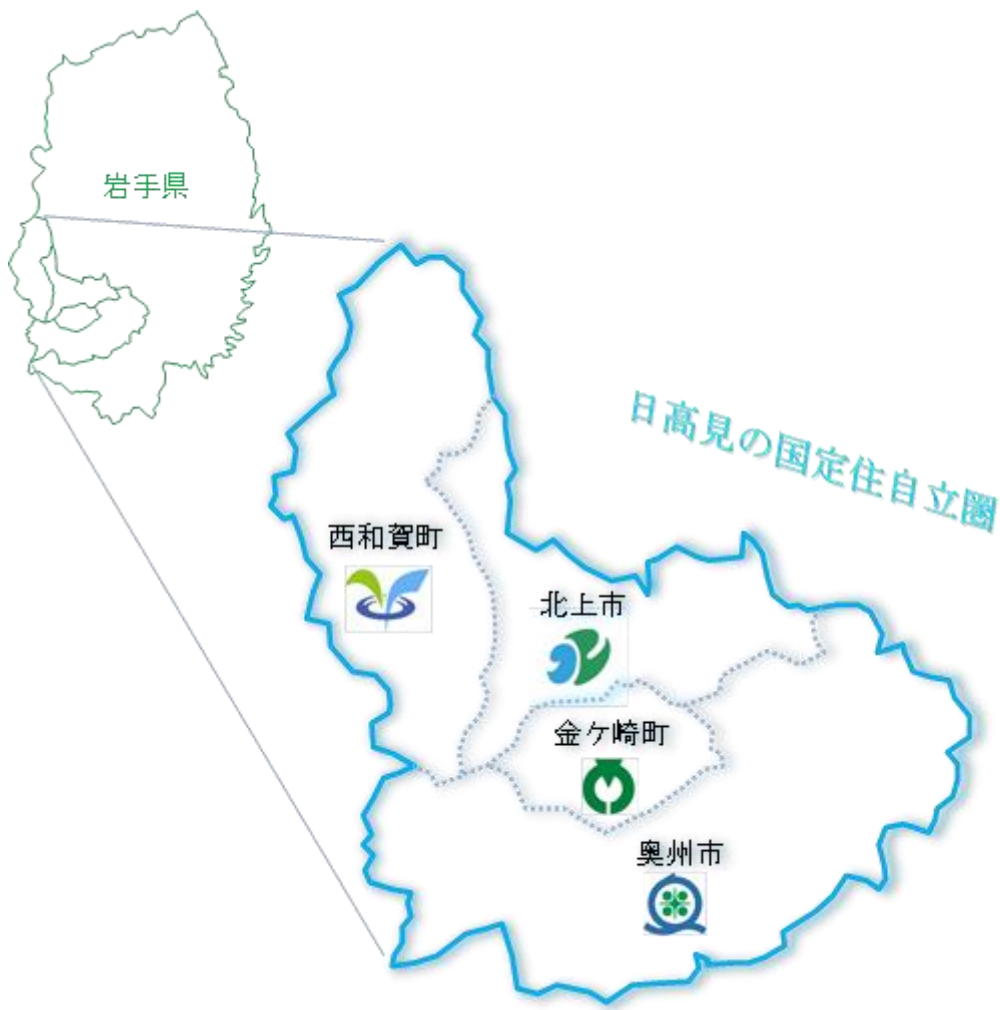 岩手県
日高見の国定住自立圏
西和賀町
北上市
金ケ崎町
奥州市